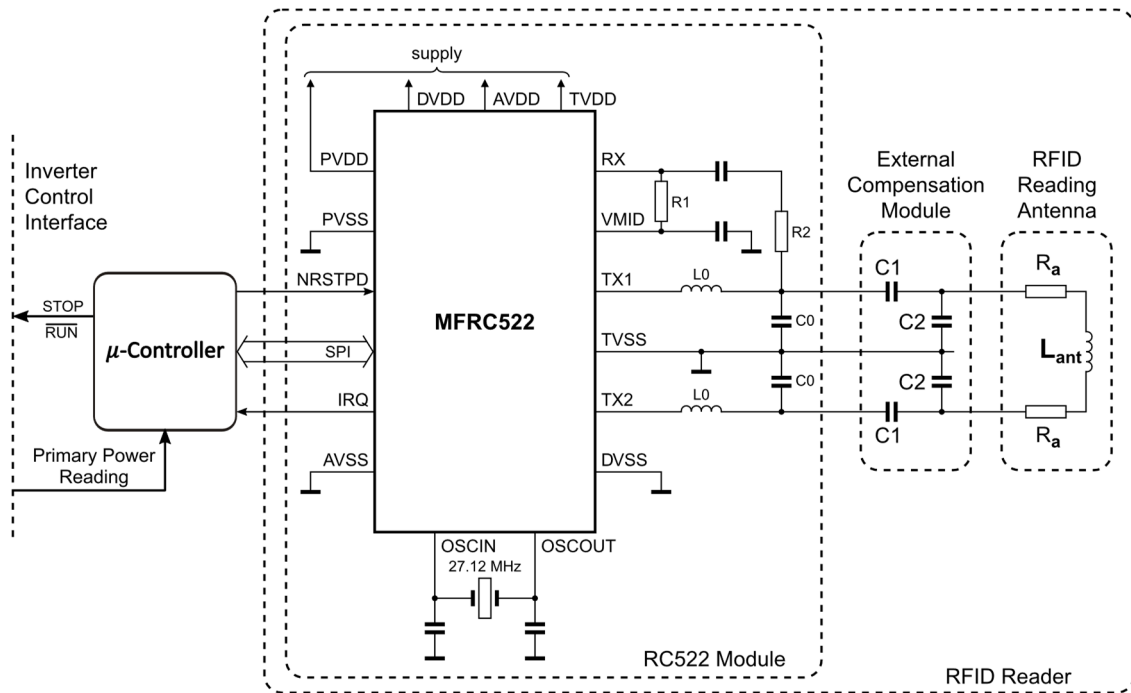 supply
DVDD
AVDD
TVDD
Inverter
Control
Interface
PVDD
RX
External
Compensation
Module
RFID
Reading
Antenna
R1
PVSS
VMID
R2
NRSTPD
TX1
L0
C1
Ra
STOP
RUN
μ-Controller
SPI
MFRC522
C0
C2
TVSS
Lant
C0
C2
IRQ
TX2
L0
C1
Ra
Primary Power
Reading
AVSS
DVSS
OSCIN
OSCOUT
27.12 MHz
RC522 Module
RFID Reader